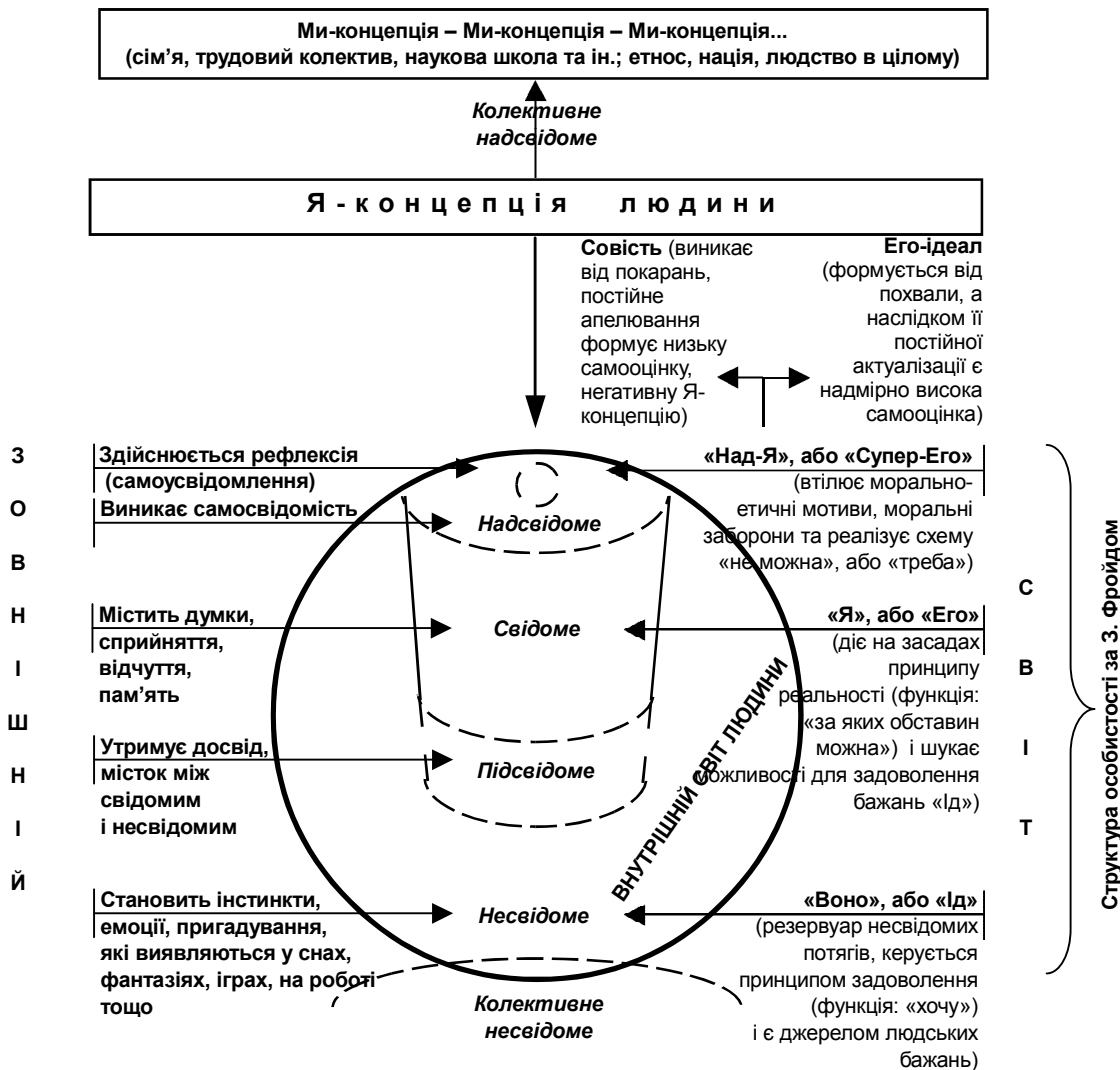 Ми-концепція – Ми-концепція – Ми-концепція...
(сім'я, трудовий колектив, наукова школа та ін.; етнос, нація, людство в цілому)
Колективне
надсвідоме
Я-концепція людини
Совість (виникає
від покарань,
постійне
апелювання
формує низьку
самооцінку,
негативну Я-
концепцію)
Его-ідеал
(формується від
похвали, а
наслідком її
постійної
актуалізації є
надмірно висока
самооцінка)
ЗОВНІШНІЙ
Здійснюється рефлексія
(самоусвідомлення)
Виникає самосвідомість
Надсвідоме
«Над-Я», або «Супер-Его»
(втілює морально-
етичні мотиви, моральні
заборони та реалізує схему
«не можна», або «треба»)
Містить думки,
сприйняття,
відчуття,
пам'ять
Свідоме
«Я», або «Его»
(діє на засадах
принципу
реальності (функція:
«за яких обставин
можна») і шукає
можливості для задоволення
бажань «Ід»)
Утримує досвід,
місток між
свідомим
і несвідомим
Підсвідоме
ВНУТРІШНІЙ СВІТ ЛЮДИНИ
Становить інстинкти,
емоції, пригадування,
які виявляються у снах,
фантазіях, іграх, на роботі
тощо
Несвідоме
«Воно», або «Ід»
(резервуар несвідомих
потягів, керується
принципом задоволення
(функція: «хочу»)
і є джерелом людських
бажань)
Колективне
несвідоме
СВІТ
Структура особистості за З. Фройдом